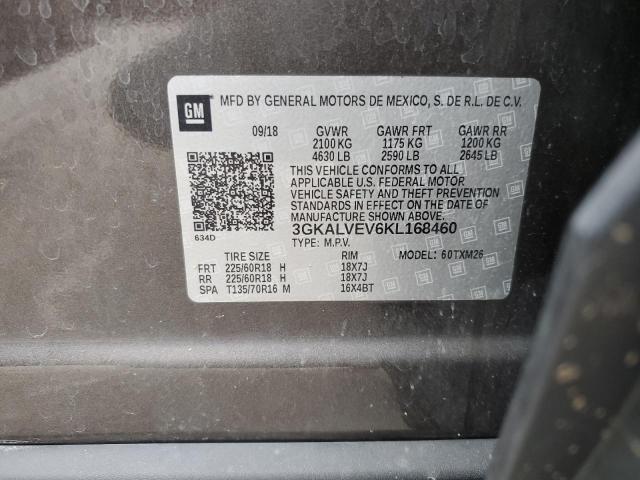 GM
MFD BY GENERAL MOTORS DE MEXICO, S. DE R.L. DE C.V.
09/18 GVWR GAWR FRT GAWR RR
2100 KG 1175 KG 1200 KG
4630 LB 2590 LB 2645 LB
THIS VEHICLE CONFORMS TO ALL
APPLICABLE U.S. FEDERAL MOTOR
VEHICLE SAFETY AND THEFT PREVENTION
STANDARDS IN EFFECT ON THE DATE OF
MANUFACTURE SHOWN ABOVE.
634D
3GKALVEV6KL168460
TYPE: M.P.V. MODEL: 60TXM26
TIRE SIZE RIM
FRT 225/60R18 H 18X7J
RR 225/60R18 H 18X7J
SPA T135/70R16 M 16X4BT